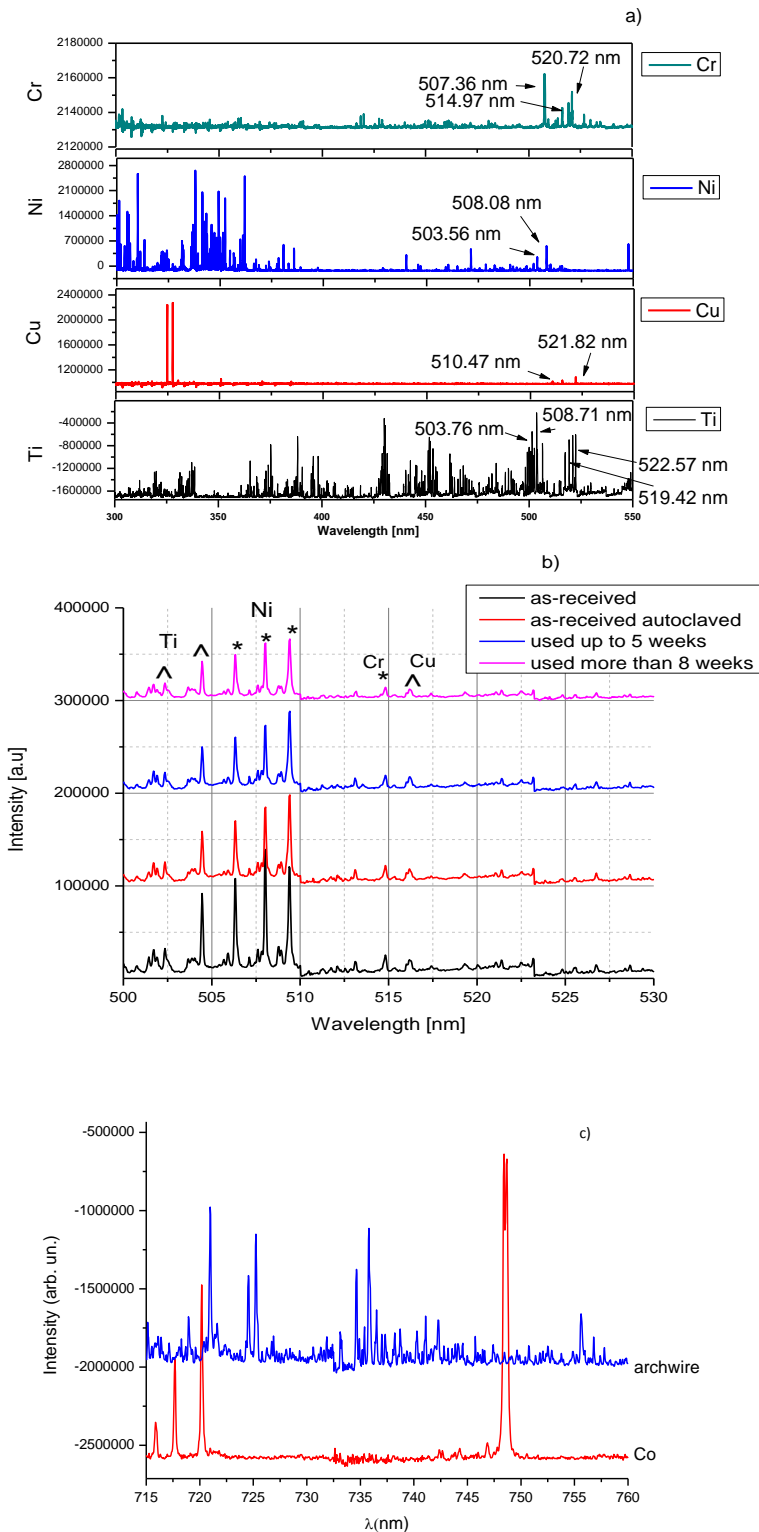 a)
2180000
2160000
2140000
2120000
Cr
507.36 nm
514.97 nm
520.72 nm
Cr
2800000
2100000
1400000
700000
0
Ni
503.56 nm
508.08 nm
Ni
2400000
1800000
1200000
Cu
510.47 nm
521.82 nm
Cu
-400000
-800000
-1200000
-1600000
Ti
503.76 nm
508.71 nm
522.57 nm
519.42 nm
Ti
300 350 400 450 500 550
Wavelength [nm]
b)
as-received
as-received autoclaved
used up to 5 weeks
used more than 8 weeks
400000
300000
200000
100000
Intensity [a.u]
Ti
^ ^
Ni
* * *
Cr
*
Cu
^
500 505 510 515 520 525 530
Wavelength [nm]
c)
-500000
-1000000
-1500000
-2000000
-2500000
Intensity (arb. un.)
archwire
Co
715 720 725 730 735 740 745 750 755 760
λ(nm)